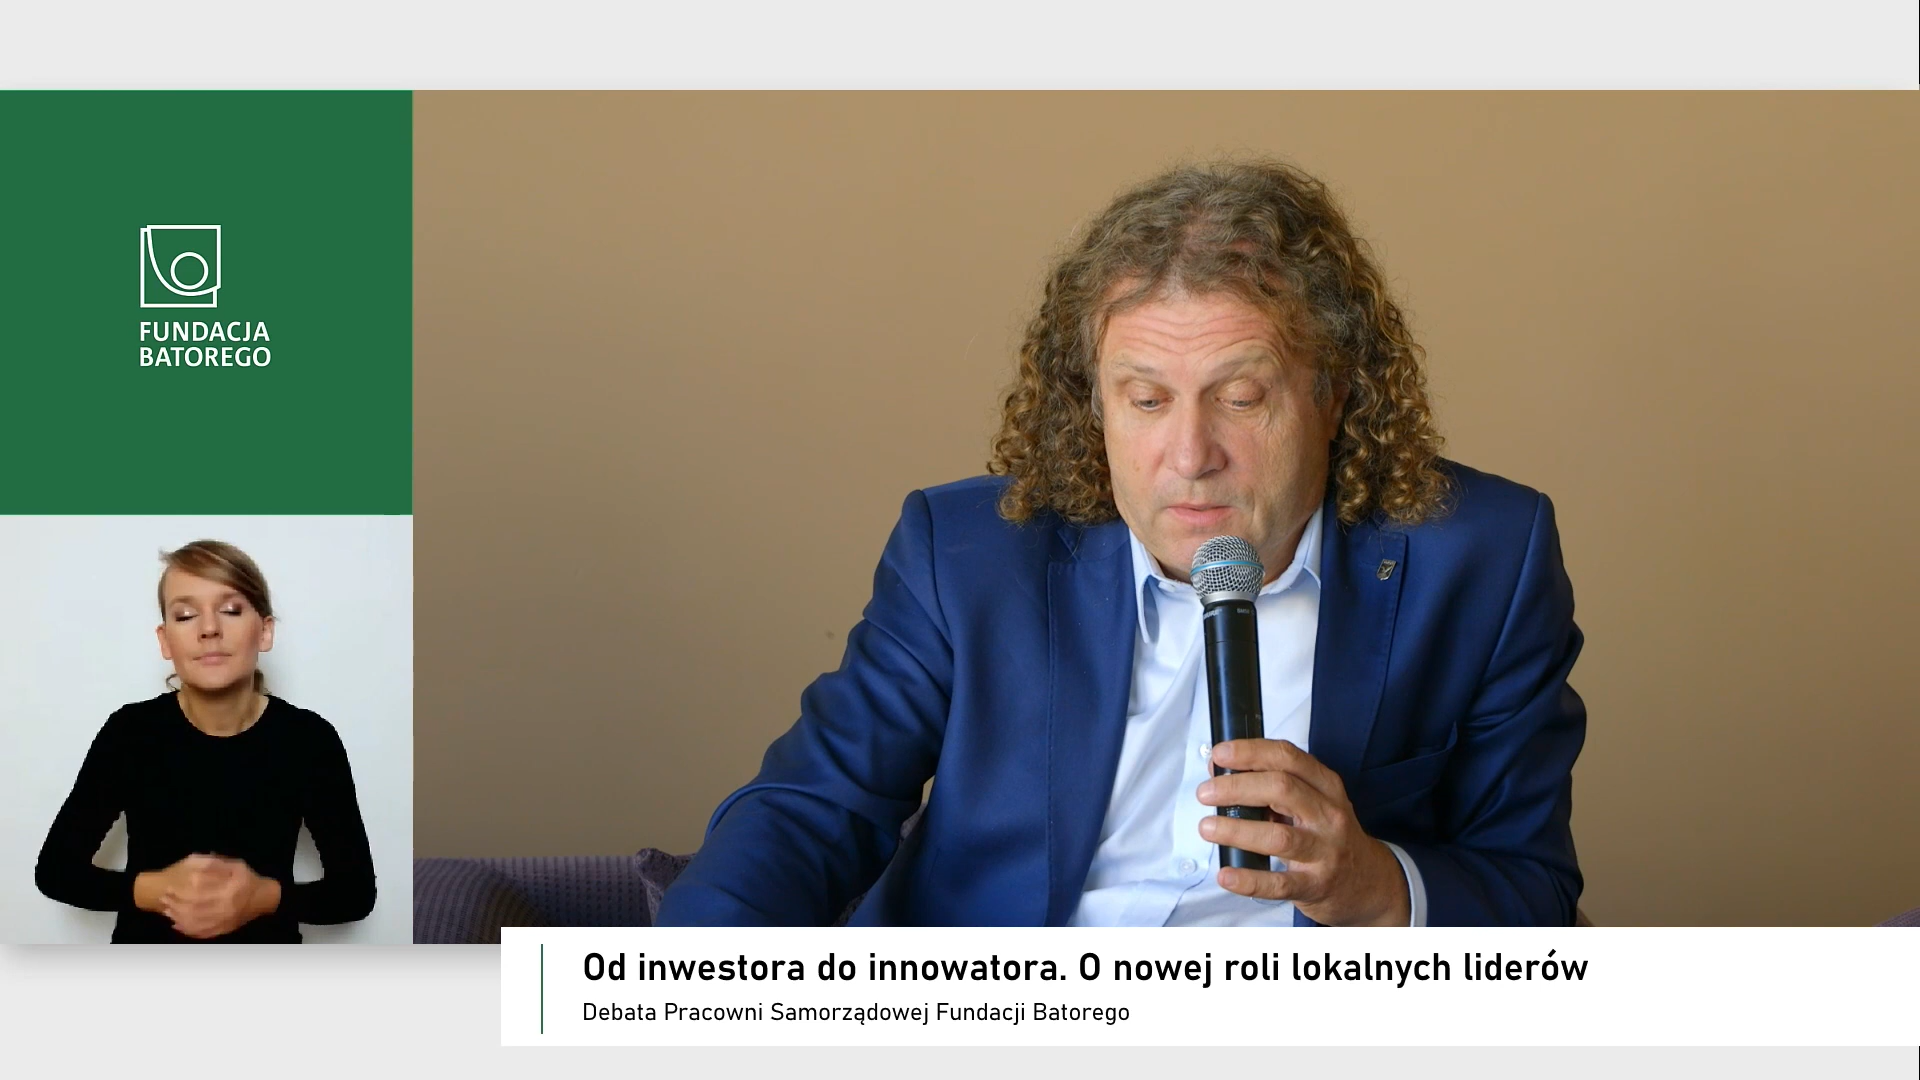 FUNDACJA
BATOREGO
Od inwestora do innowatora. O nowej roli lokalnych liderów
Debata Pracowni Samorządowej Fundacji Batorego